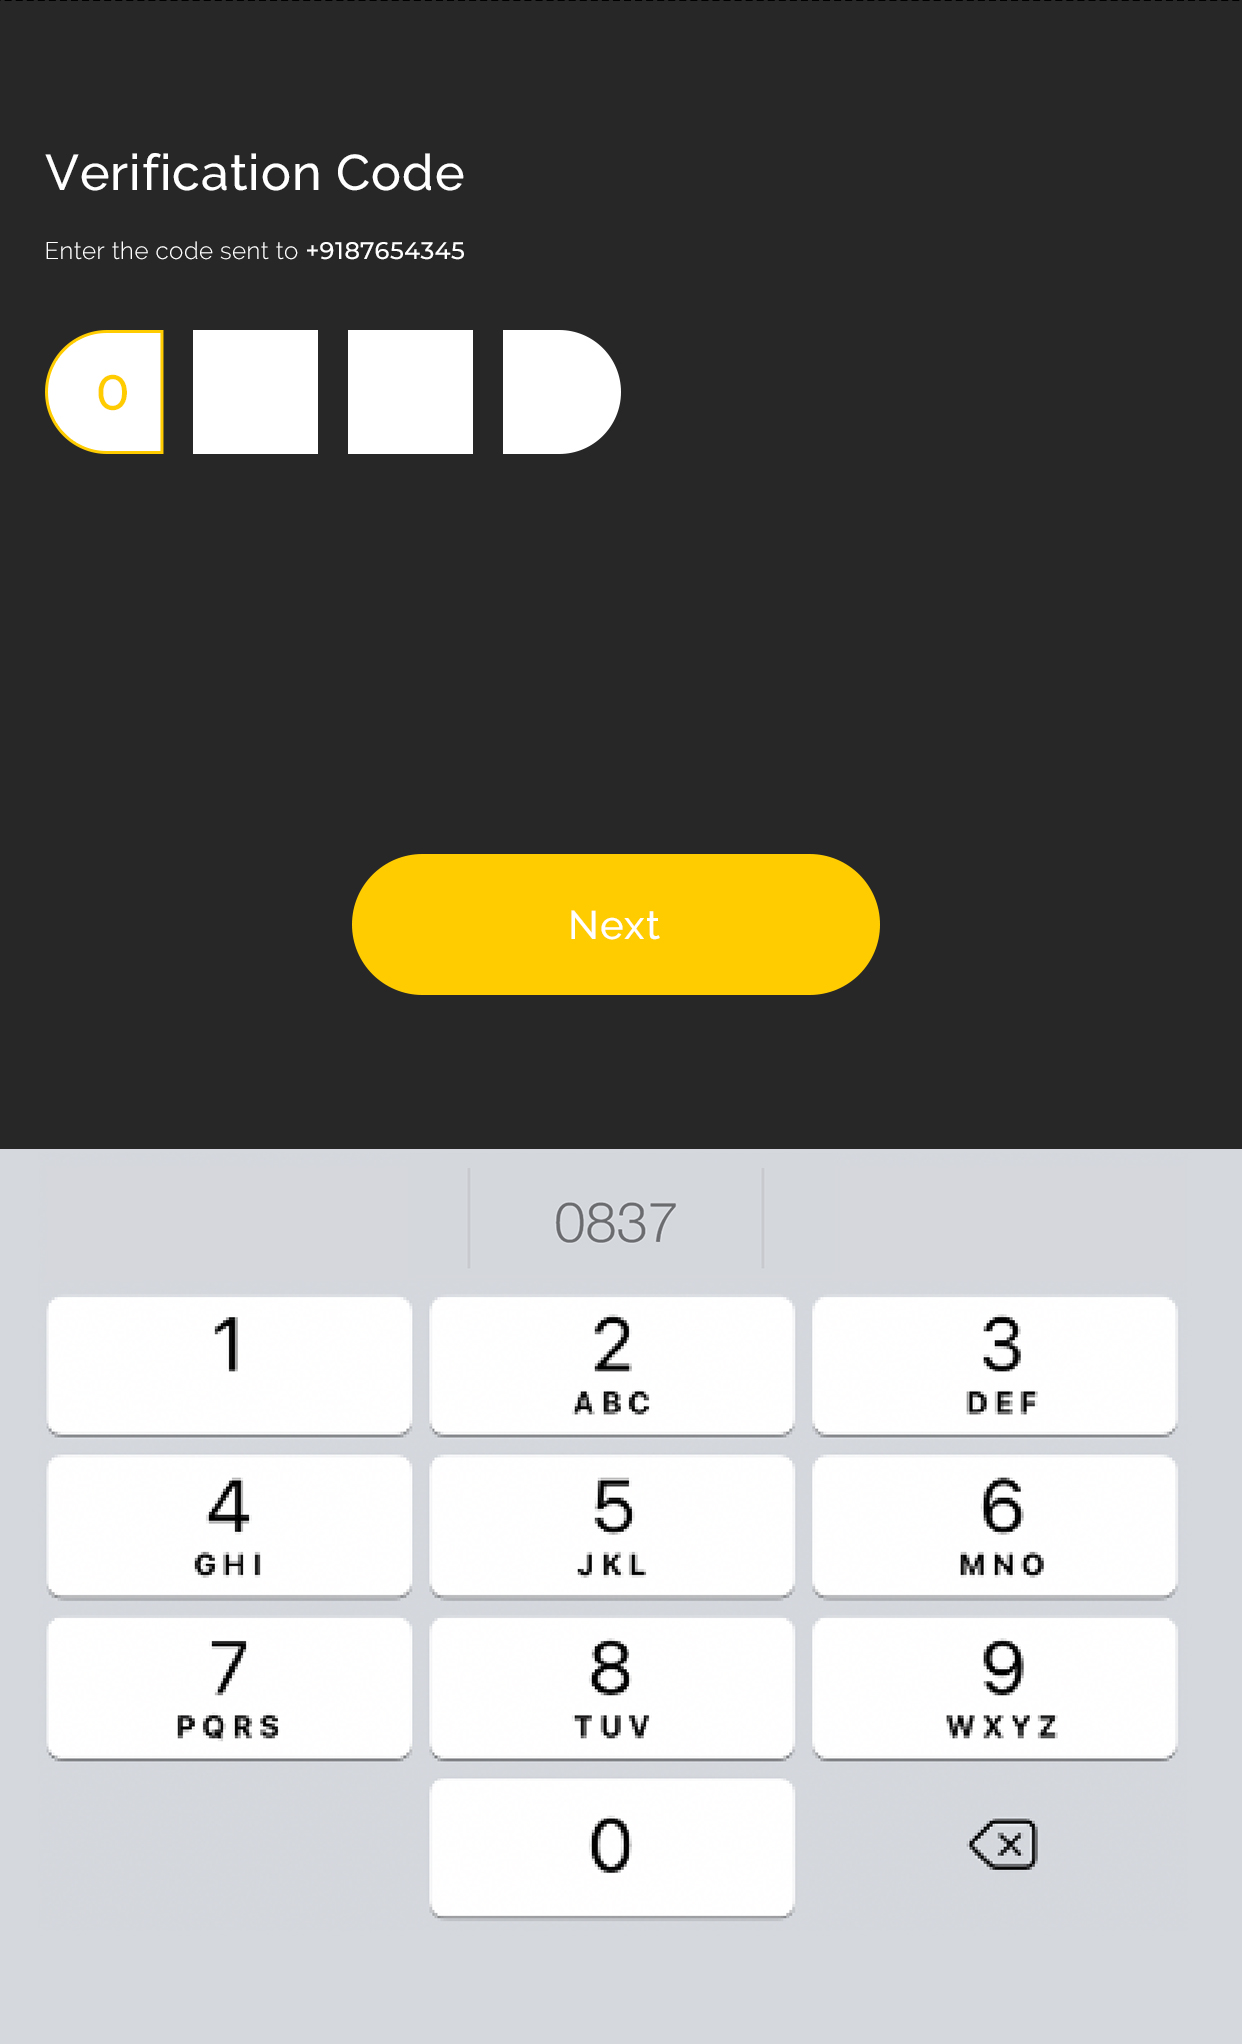 Verification Code
Enter the code sent to +9187654345
0
Next
0837
1 2 3
ABC DEF
4 5 6
GHI JKL MNO
7 8 9
PQRS TUV WXYZ
0